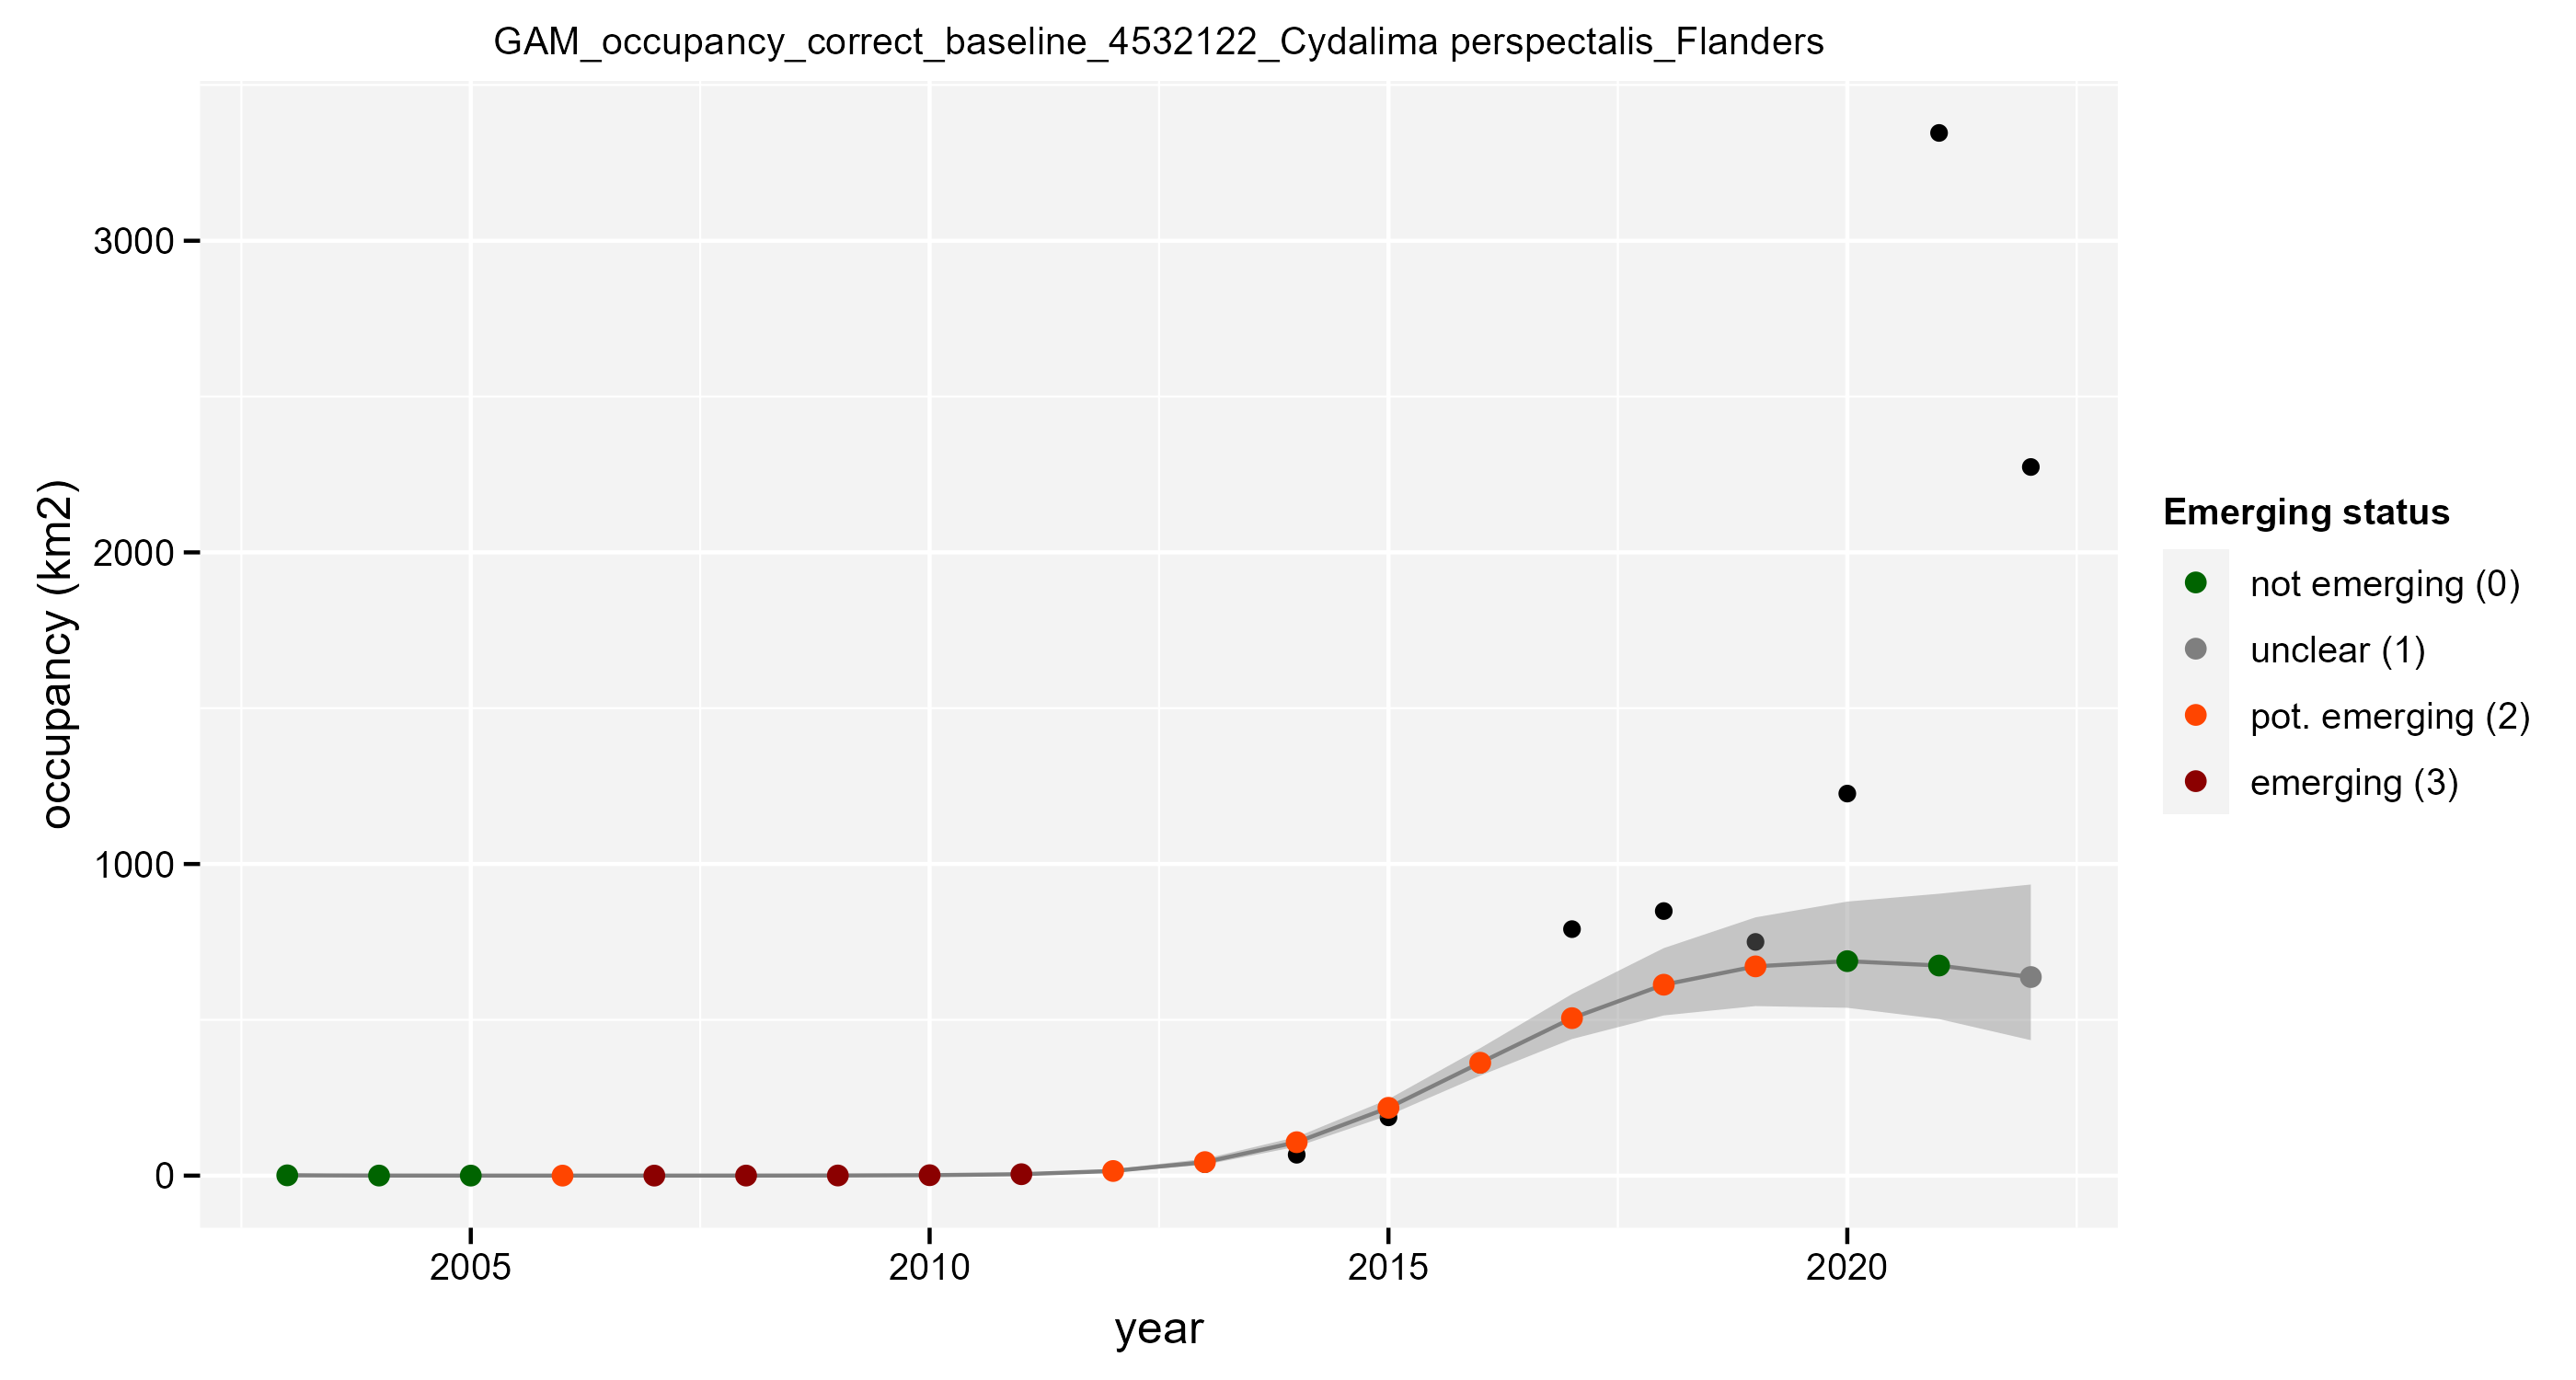 GAM_occupancy_correct_baseline_4532122_Cydalima perspectalis_Flanders
occupancy (km2)
3000
2000
1000
0
2005
2010
2015
2020
year
Emerging status
not emerging (0)
unclear (1)
pot. emerging (2)
emerging (3)